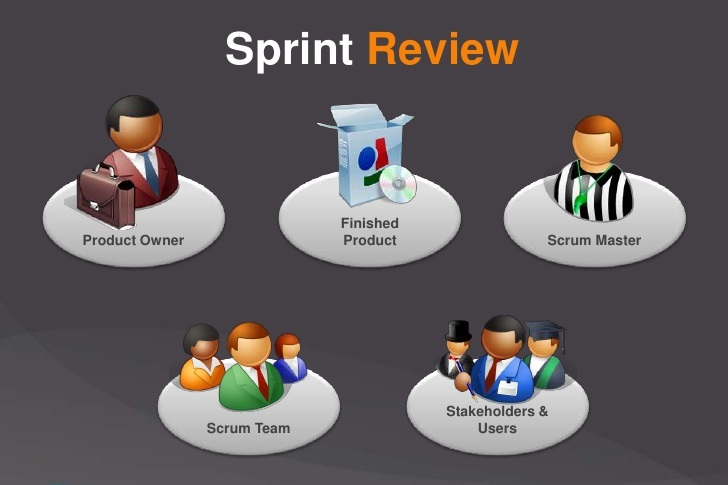 Sprint Review
Product Owner
Finished
Product
Scrum Master
Scrum Team
Stakeholders &
Users